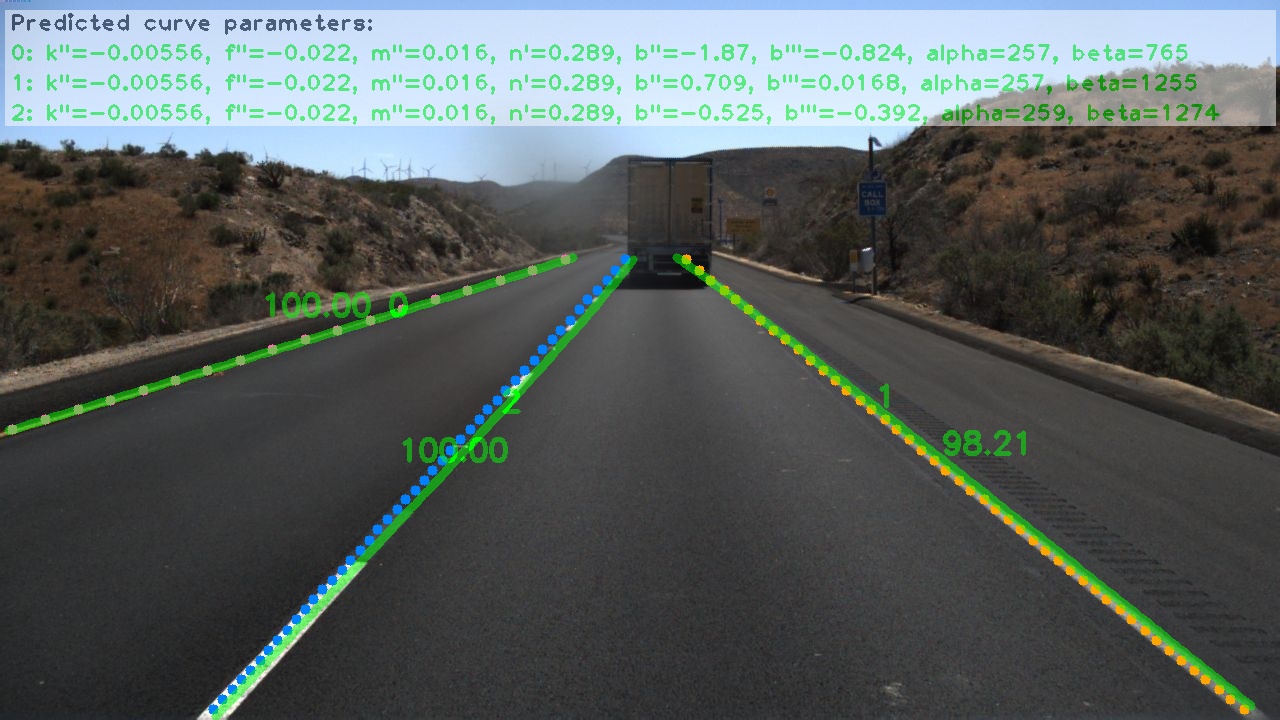 Predicted curve parameters:
0: k''=-0.00556, f''=-0.022, m''=0.016, n'=0.289, b''=-1.87, b'''=-0.824, alpha=257, beta=765
1: k''=-0.00556, f''=-0.022, m''=0.016, n'=0.289, b''=0.709, b'''=0.0168, alpha=257, beta=1255
2: k''=-0.00556, f''=-0.022, m''=0.016, n'=0.289, b''=-0.525, b'''=-0.392, alpha=259, beta=1274
CALL
BOX
100.00 0
1
2
100.00
98.21